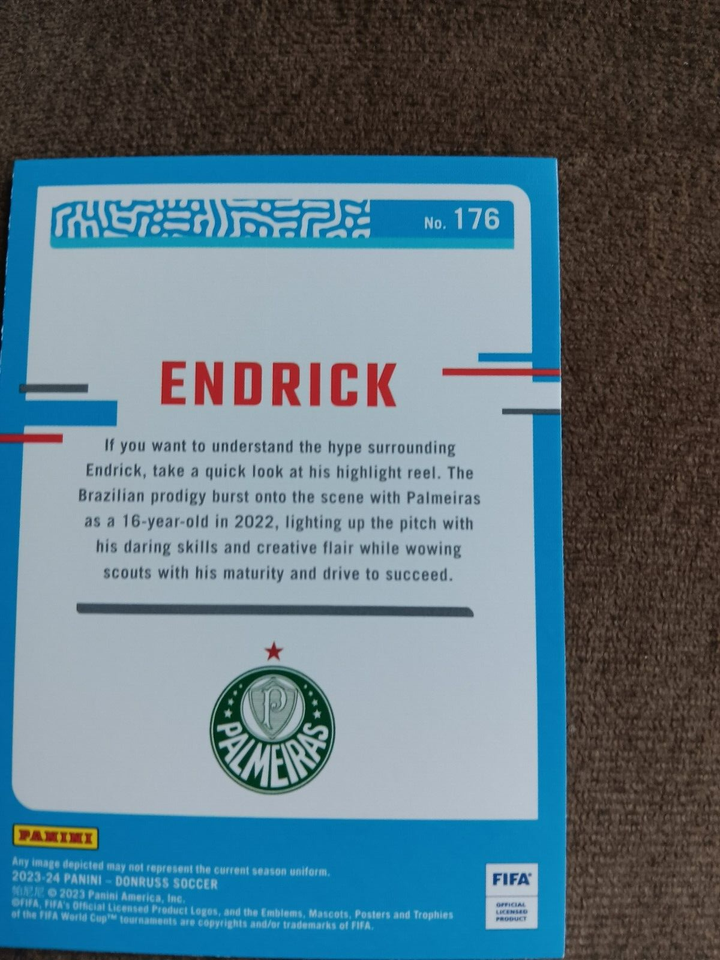 No. 176
ENDRICK
If you want to understand the hype surrounding
Endrick, take a quick look at his highlight reel. The
Brazilian prodigy burst onto the scene with Palmeiras
as a 16-year-old in 2022, lighting up the pitch with
his daring skills and creative flair while wowing
scouts with his maturity and drive to succeed.
P
PALMEIRAS
PANINI
Any image depicted may not represent the current season uniform.
2023-24 PANINI – DONRUSS SOCCER
帕尼尼 © 2023 Panini America, Inc.
©FIFA, FIFA's Official Licensed Product Logos, and the Emblems, Mascots, Posters and Trophies
of the FIFA World Cup™ tournaments are copyrights and/or trademarks of FIFA.
FIFA®
OFFICIAL
LICENSED
PRODUCT